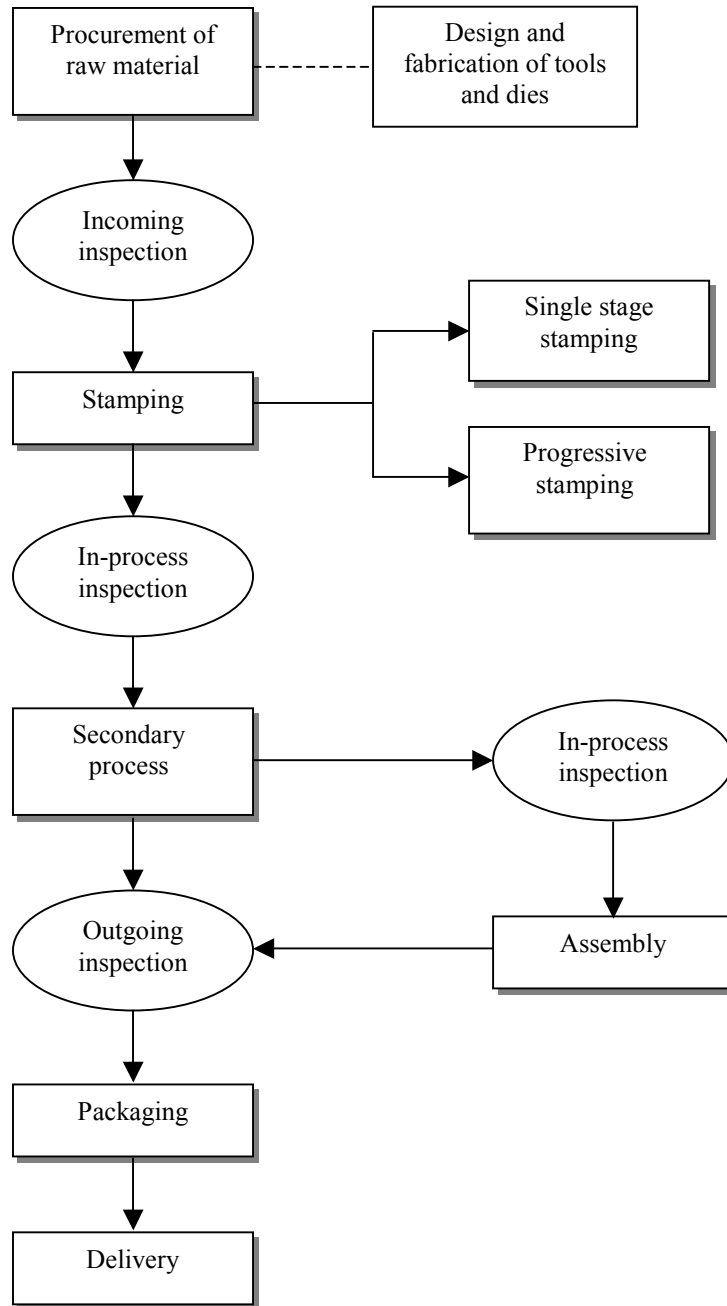 Procurement of
raw material
Design and
fabrication of tools
and dies
Incoming
inspection
Single stage
stamping
Stamping
Progressive
stamping
In-process
inspection
Secondary
process
In-process
inspection
Outgoing
inspection
Assembly
Packaging
Delivery